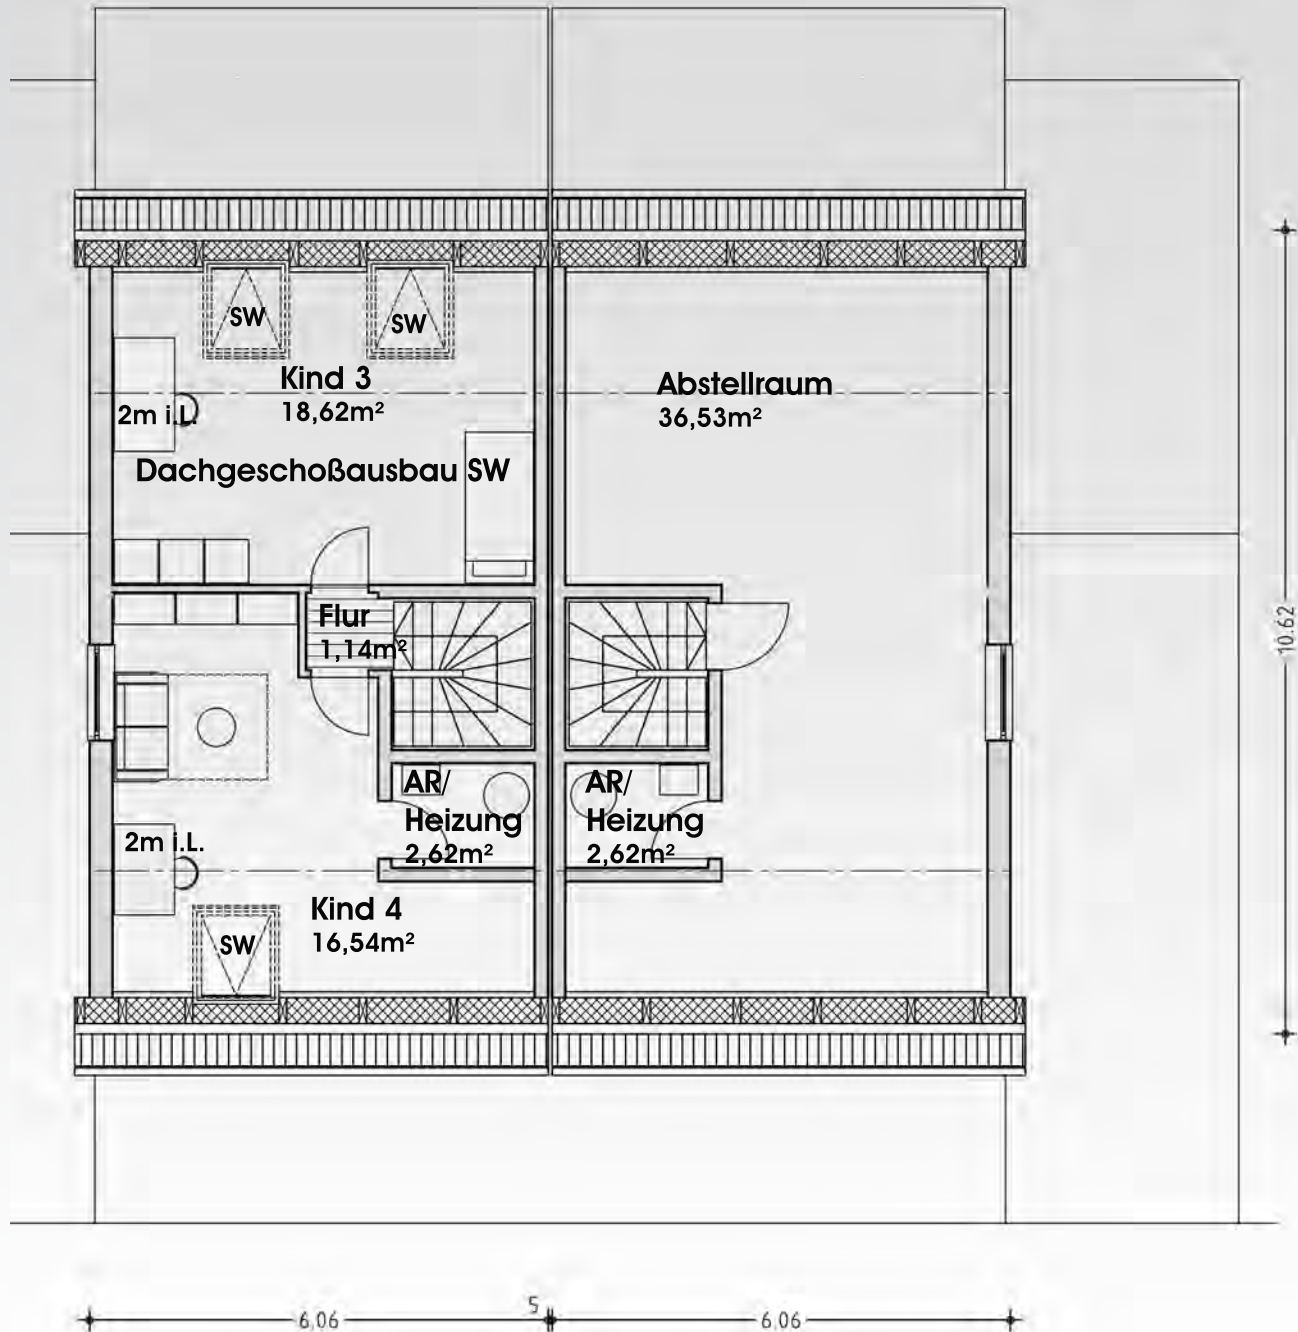 SW
SW
Kind 3
18,62m²
2m i.L.
Dachgeschoßausbau SW
Abstellraum
36,53m²
Flur
1,14m²
10.62
AR/
Heizung
2,62m²
AR/
Heizung
2,62m²
2m i.L.
Kind 4
16,54m²
SW
6,06
5
6,06